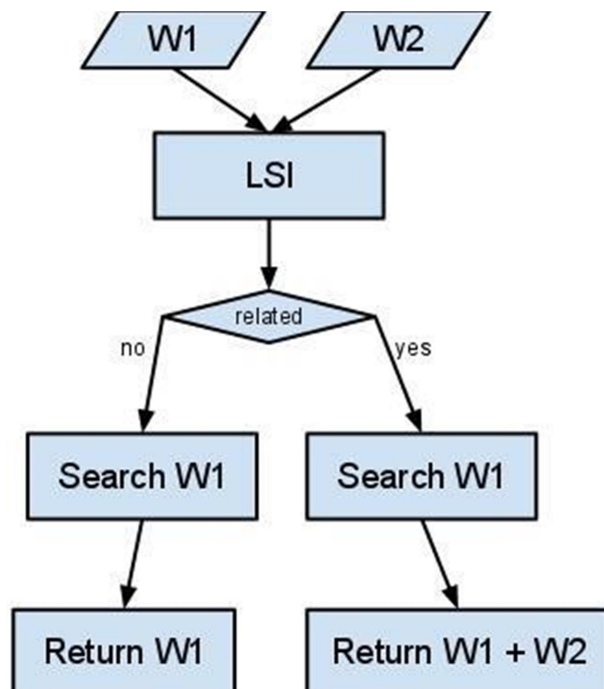 W1
W2
LSI
related
no
yes
Search W1
Search W1
Return W1
Return W1 + W2